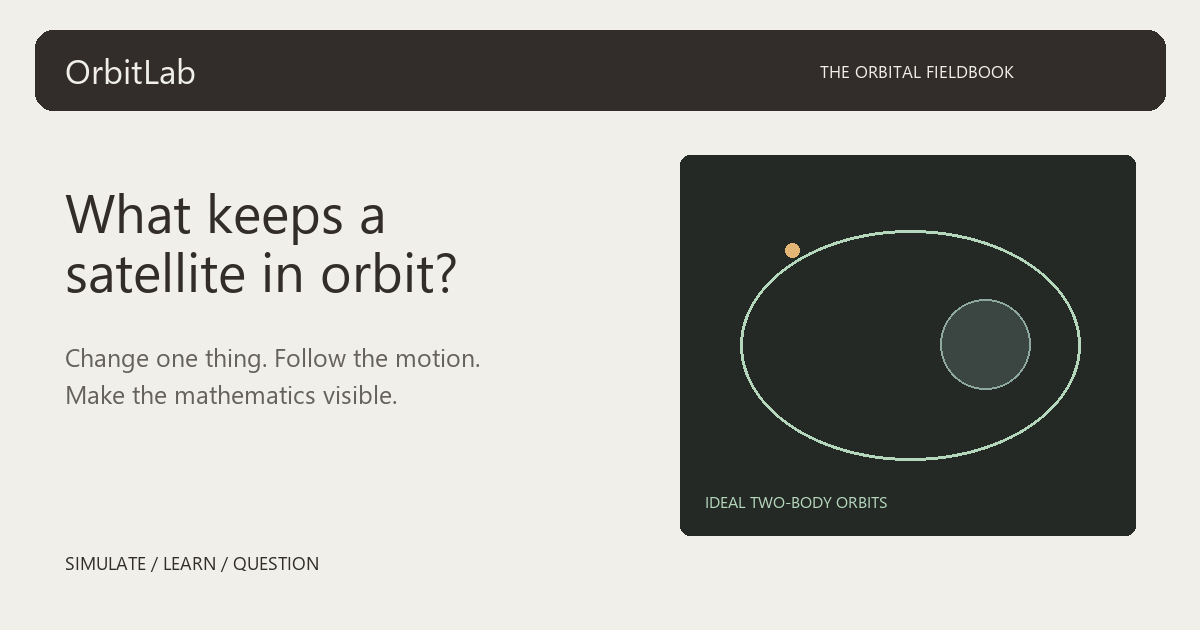 OrbitLab
THE ORBITAL FIELDBOOK
What keeps a
satellite in orbit?
Change one thing. Follow the motion.
Make the mathematics visible.
IDEAL TWO-BODY ORBITS
SIMULATE / LEARN / QUESTION